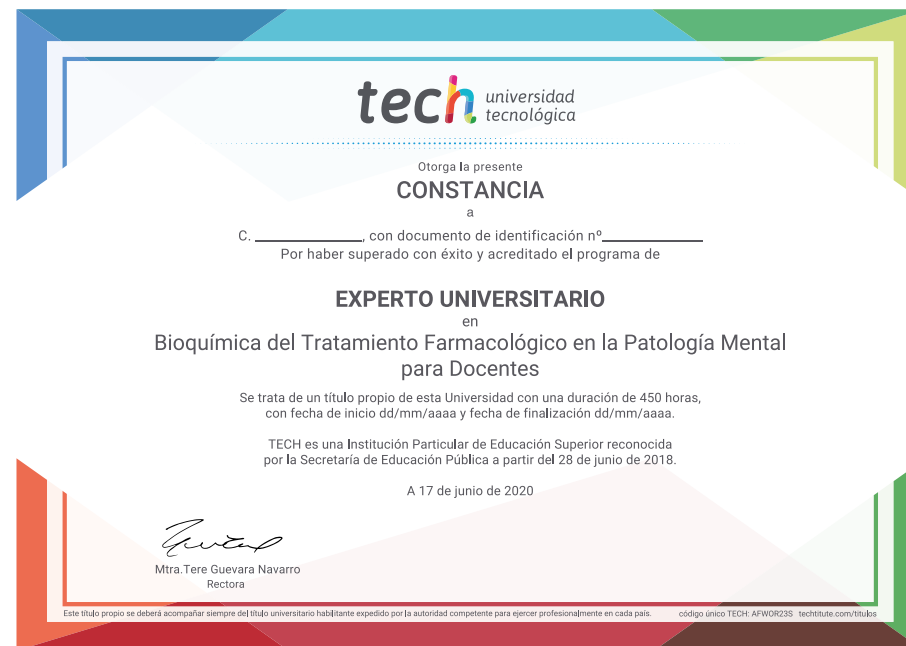 tech universidad
tecnológica
Otorga la presente
CONSTANCIA
a
C. ______________, con documento de identificación nº______________
Por haber superado con éxito y acreditado el programa de
EXPERTO UNIVERSITARIO
en
Bioquímica del Tratamiento Farmacológico en la Patología Mental
para Docentes
Se trata de un título propio de esta Universidad con una duración de 450 horas,
con fecha de inicio dd/mm/aaaa y fecha de finalización dd/mm/aaaa.
TECH es una Institución Particular de Educación Superior reconocida
por la Secretaría de Educación Pública a partir del 28 de junio de 2018.
A 17 de junio de 2020
Mtra.Tere Guevara Navarro
Rectora
Este título propio se deberá acompañar siempre del título universitario habilitante expedido por la autoridad competente para ejercer profesionalmente en cada país. código único TECH: AFWOR23S techtitute.com/titulos